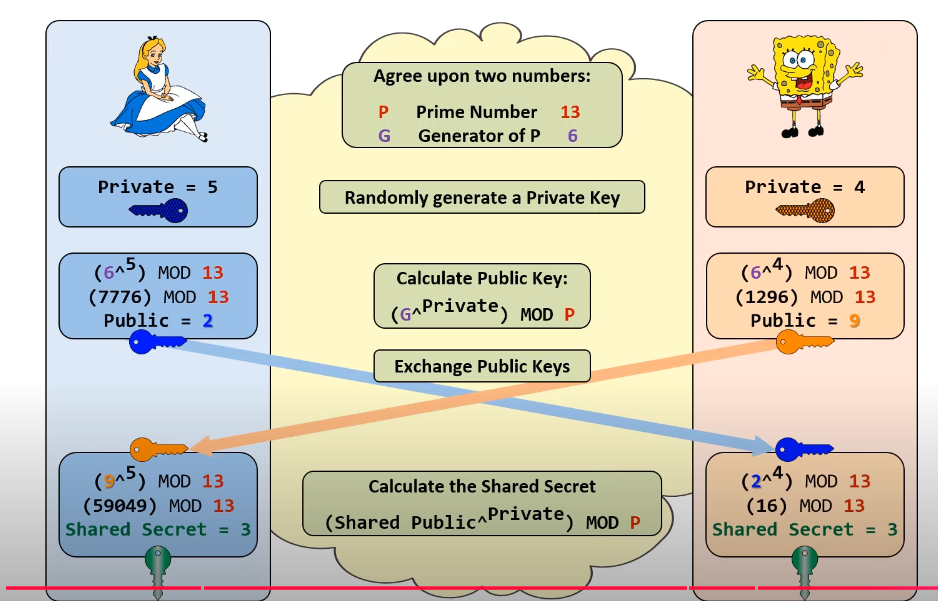 Agree upon two numbers:
P Prime Number 13
G Generator of P 6
Private = 5
Randomly generate a Private Key
Private = 4
(6^5) MOD 13
(7776) MOD 13
Public = 2
Calculate Public Key:
(G^Private) MOD P
(6^4) MOD 13
(1296) MOD 13
Public = 9
Exchange Public Keys
(9^5) MOD 13
(59049) MOD 13
Shared Secret = 3
Calculate the Shared Secret
(Shared Public^Private) MOD P
(2^4) MOD 13
(16) MOD 13
Shared Secret = 3